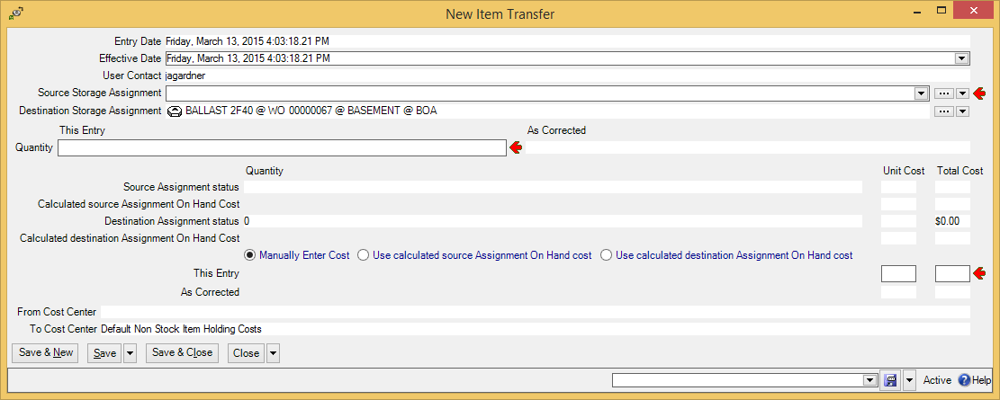 New Item Transfer
Entry Date Friday, March 13, 2015 4:03:18.21 PM
Effective Date Friday, March 13, 2015 4:03:18.21 PM
User Contact jagardner
Source Storage Assignment
Destination Storage Assignment BALLAST 2F40 @ WO 00000067 @ BASEMENT @ BOA
This Entry As Corrected
Quantity
Quantity Unit Cost Total Cost
Source Assignment status
Calculated source Assignment On Hand Cost
Destination Assignment status 0 $0.00
Calculated destination Assignment On Hand Cost
Manually Enter Cost Use calculated source Assignment On Hand cost Use calculated destination Assignment On Hand cost
This Entry
As Corrected
From Cost Center
To Cost Center Default Non Stock Item Holding Costs
Save & New Save Save & Close Close
Active Help